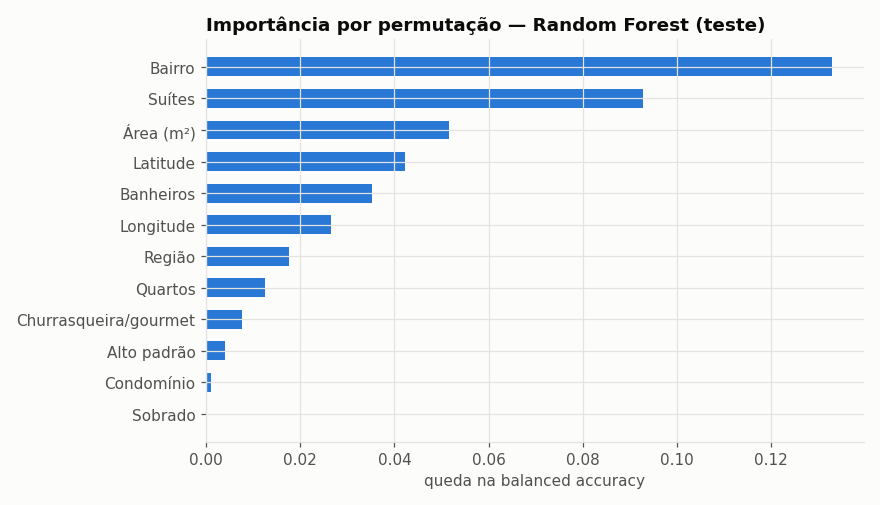 Importância por permutação — Random Forest (teste)
Bairro
Suítes
Área (m²)
Latitude
Banheiros
Longitude
Região
Quartos
Churrasqueira/gourmet
Alto padrão
Condomínio
Sobrado
0.00 0.02 0.04 0.06 0.08 0.10 0.12
queda na balanced accuracy